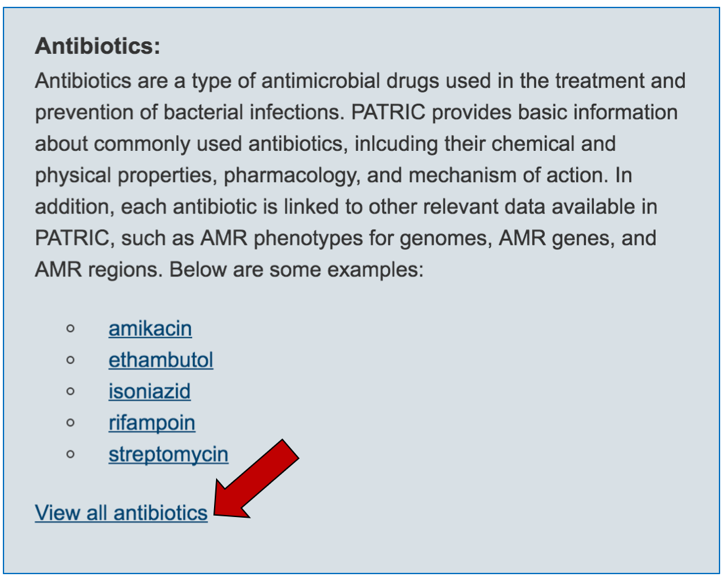 Antibiotics:
Antibiotics are a type of antimicrobial drugs used in the treatment and
prevention of bacterial infections. PATRIC provides basic information
about commonly used antibiotics, inlcuding their chemical and
physical properties, pharmacology, and mechanism of action. In
addition, each antibiotic is linked to other relevant data available in
PATRIC, such as AMR phenotypes for genomes, AMR genes, and
AMR regions. Below are some examples:
amikacin
ethambutol
isoniazid
rifampoin
streptomycin
View all antibiotics